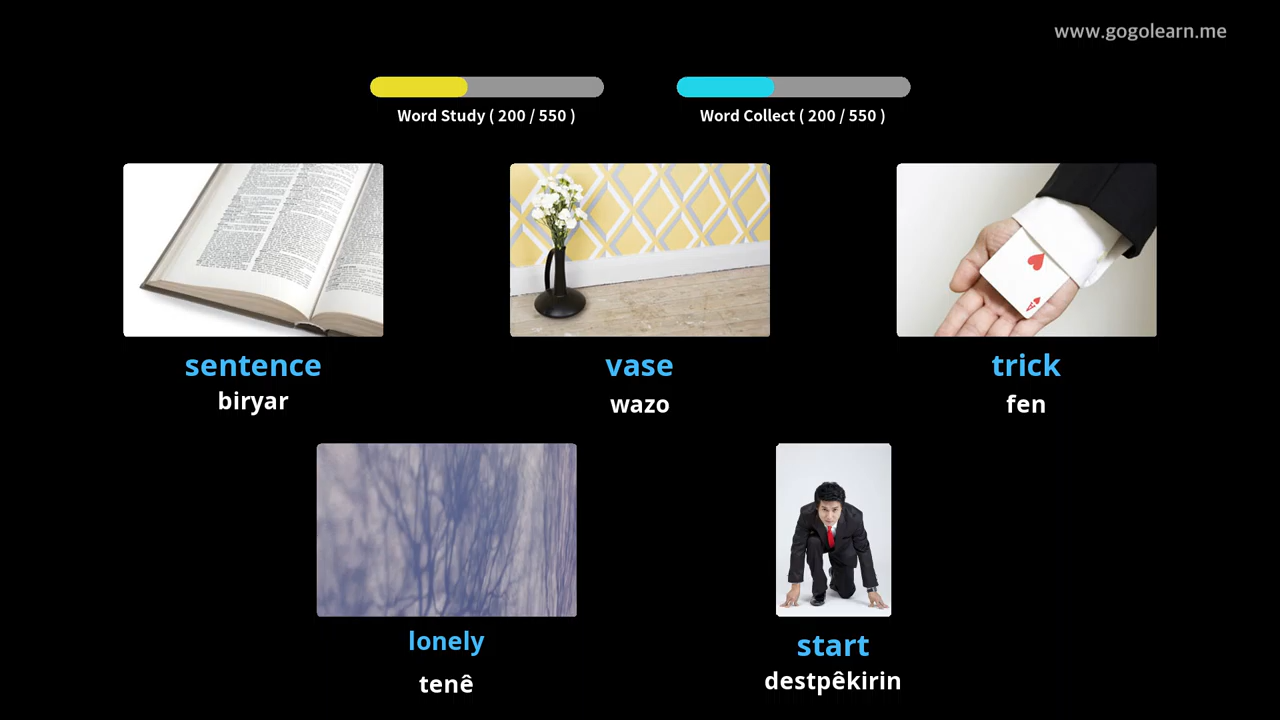 www.gogolearn.me
Word Study ( 200 / 550 )
Word Collect ( 200 / 550 )
sentence
biryar
vase
wazo
trick
fen
lonely
tenê
start
destpêkirin